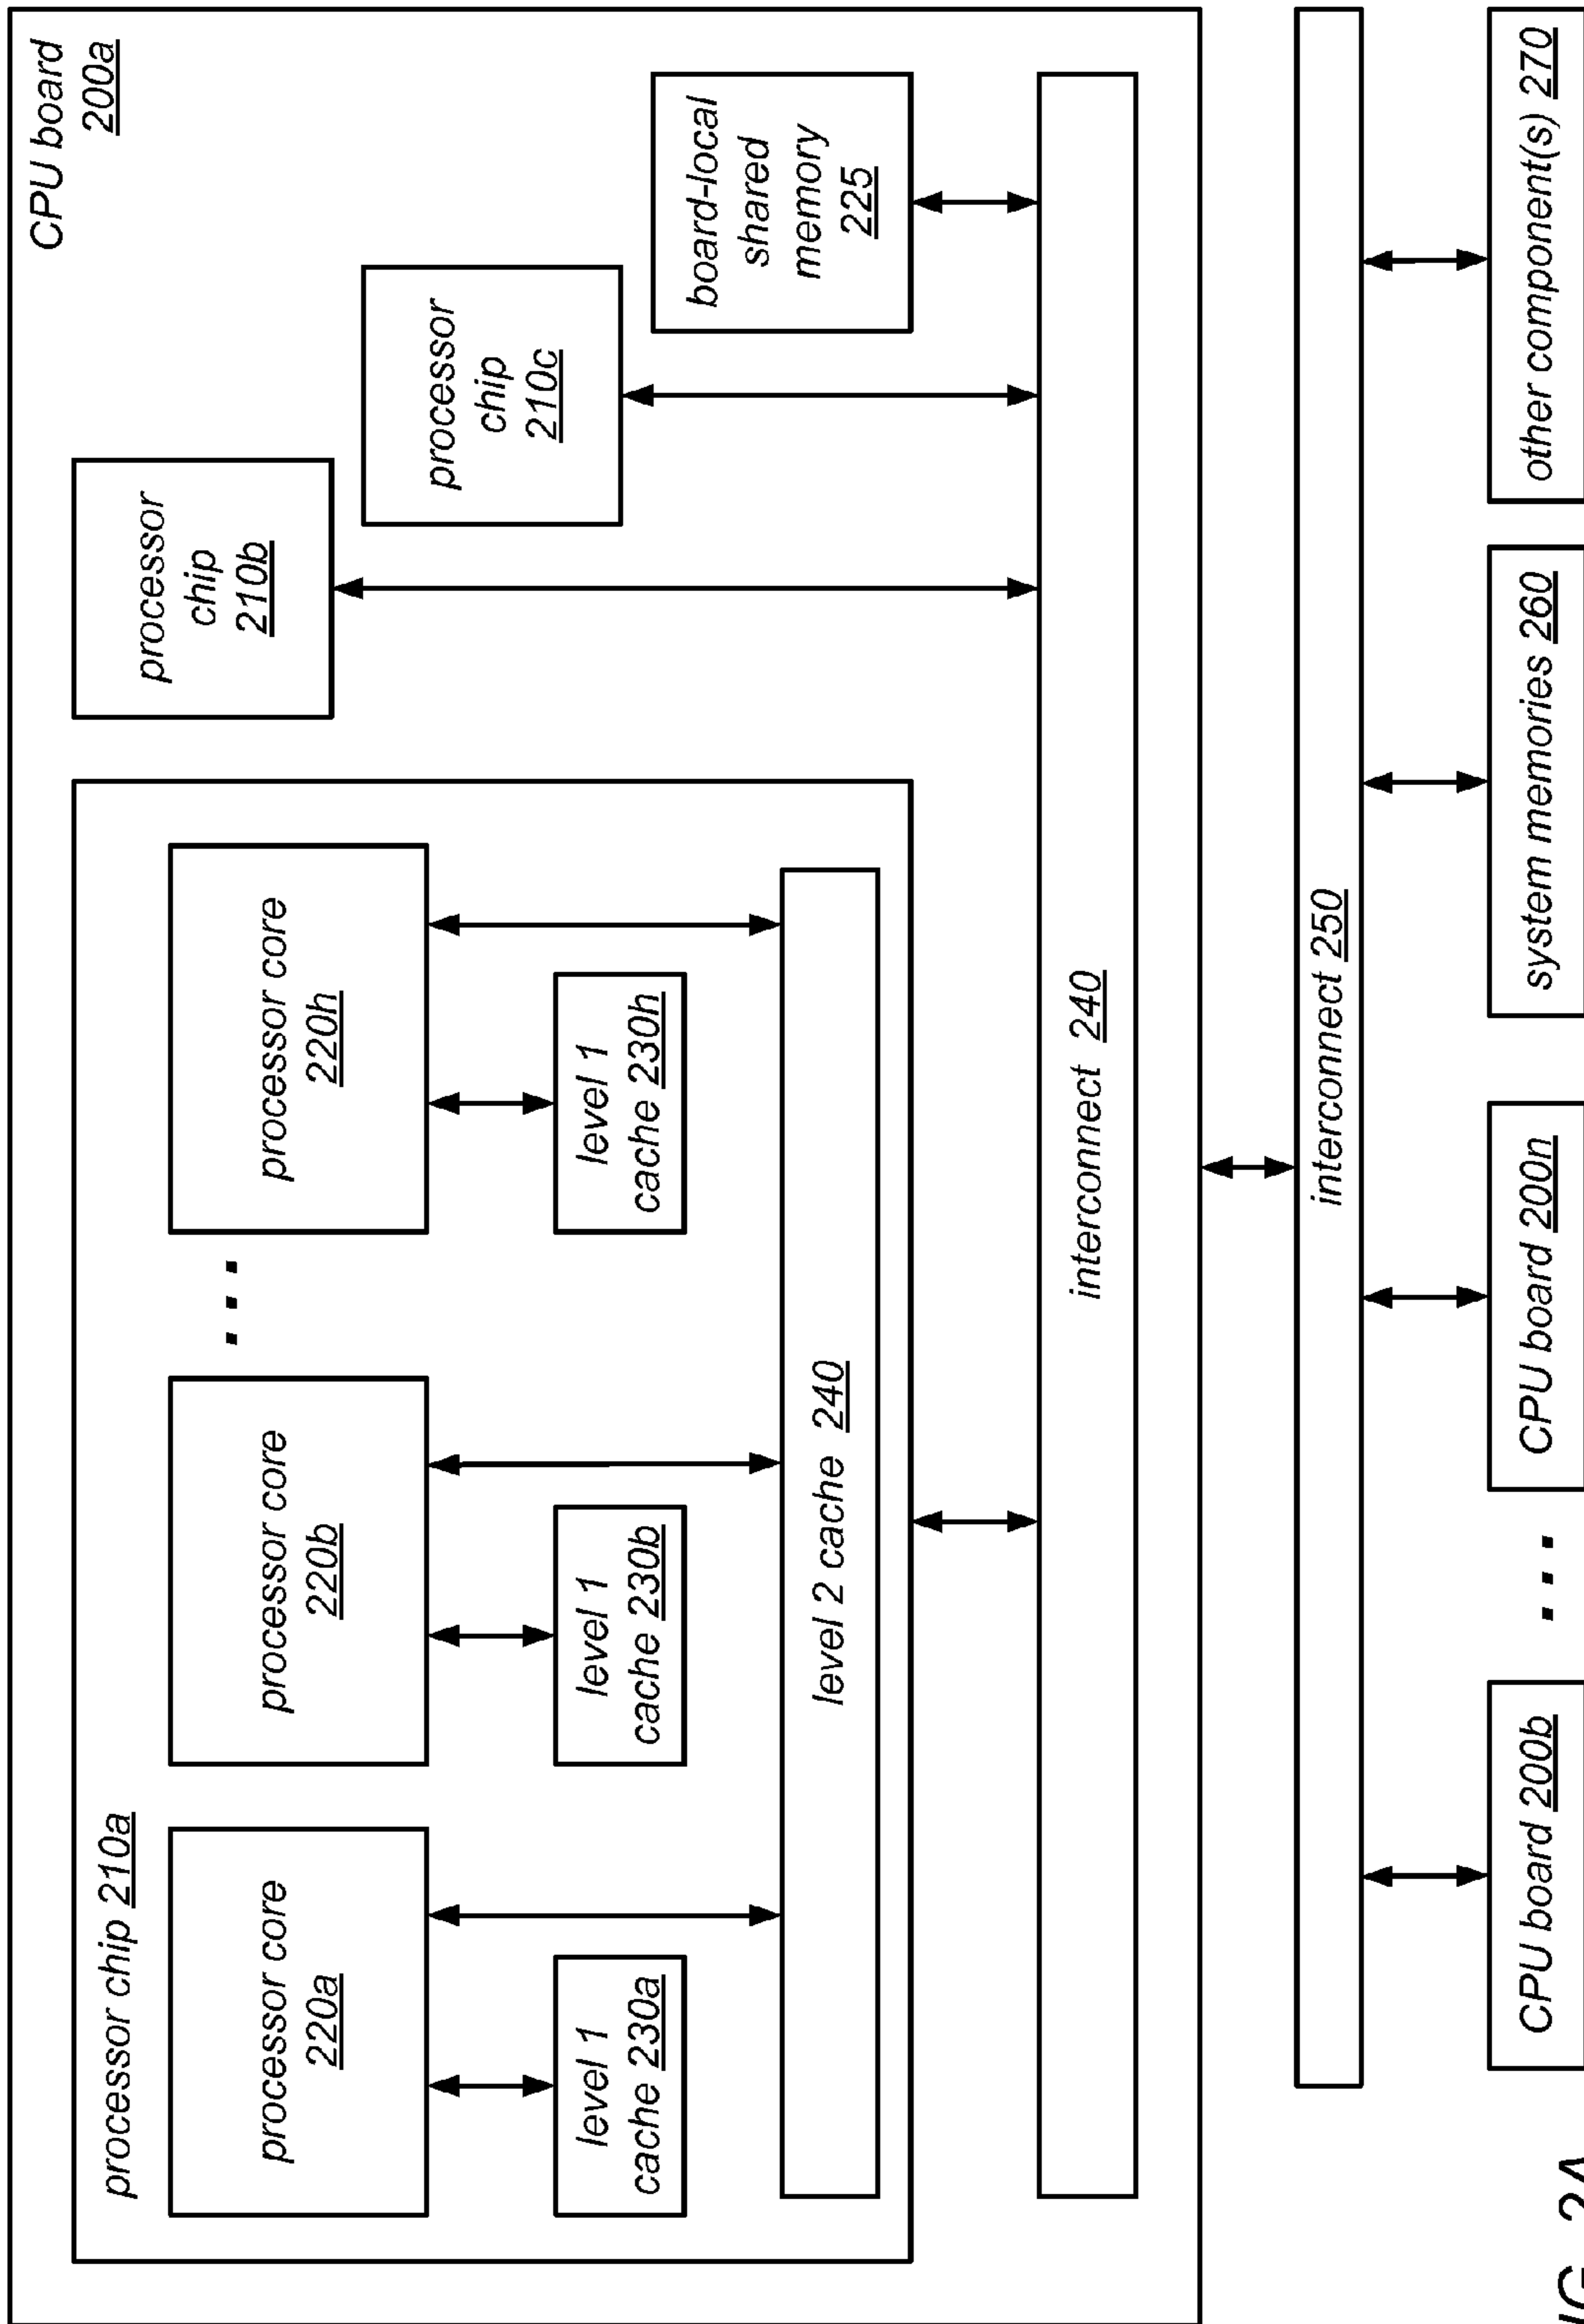 CPU board
200a
processor chip 210a
processor core
220a
level 1
cache 230a
processor core
220b
level 1
cache 230b
...
processor core
220h
level 1
cache 230h
level 2 cache 240
processor
chip
210b
processor
chip
210c
board-local
shared
memory
225
interconnect 240
interconnect 250
CPU board 200b
...
CPU board 200n
system memories 260
other component(s) 270
2A